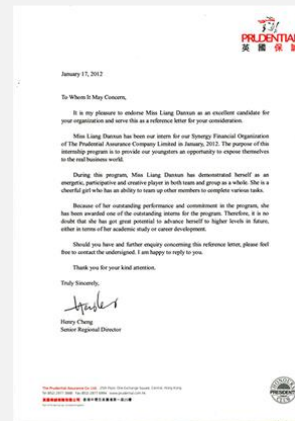 PRUDENTIAL
英國保誠
January 17, 2012
To Whom It May Concern,
It is my pleasure to endorse Miss Liang Danxun as an excellent candidate for
your organization and serve this as a reference letter for your consideration.
Miss Liang Danxun has been our intern for our Synergy Financial Organization
of The Prudential Assurance Company Limited in January, 2012. The purpose of this
internship program is to provide our youngsters an opportunity to expose themselves
to the real business world.
During this program, Miss Liang Danxun has demonstrated herself as an
energetic, participative and creative player in both team and group as a whole. She is a
cheerful girl who has an ability to team up other members to complete various tasks.
Because of her outstanding performance and commitment in the program, she
has been awarded one of the outstanding interns for the program. Therefore, it is no
doubt that she has got great potential to advance herself to higher levels in future,
either in terms of her academic study or career development.
Should you have and further enquiry concerning this reference letter, please feel
free to contact the undersigned. I am happy to reply to you.
Thank you for your kind attention.
Truly Sincerely,
Henry Cheng
Senior Regional Director
The Prudential Assurance Co. Ltd.
PRESIDENT